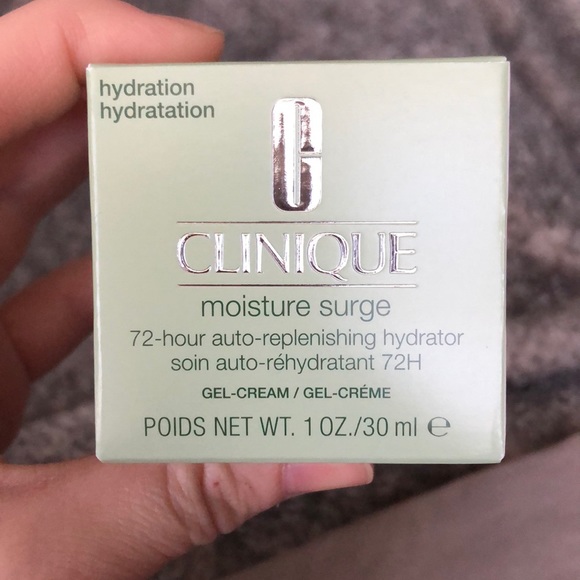 hydration
hydratation
C
CLINIQUE
moisture surge
72-hour auto-replenishing hydrator
soin auto-réhydratant 72H
GEL-CREAM / GEL-CRÉME
POIDS NET WT. 1 OZ./30 ml ℮